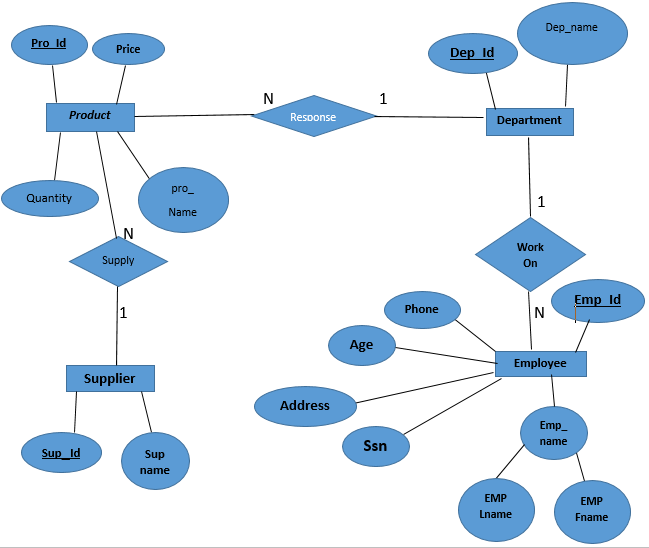 Pro_Id
Price
Dep_Id
Dep_name
Product
N
Response
1
Department
Quantity
pro_
Name
N
Supply
1
Work
On
1
N
Emp_Id
Phone
Age
Employee
Supplier
Address
Ssn
Emp_
name
Sup_Id
Sup
name
EMP
Lname
EMP
Fname